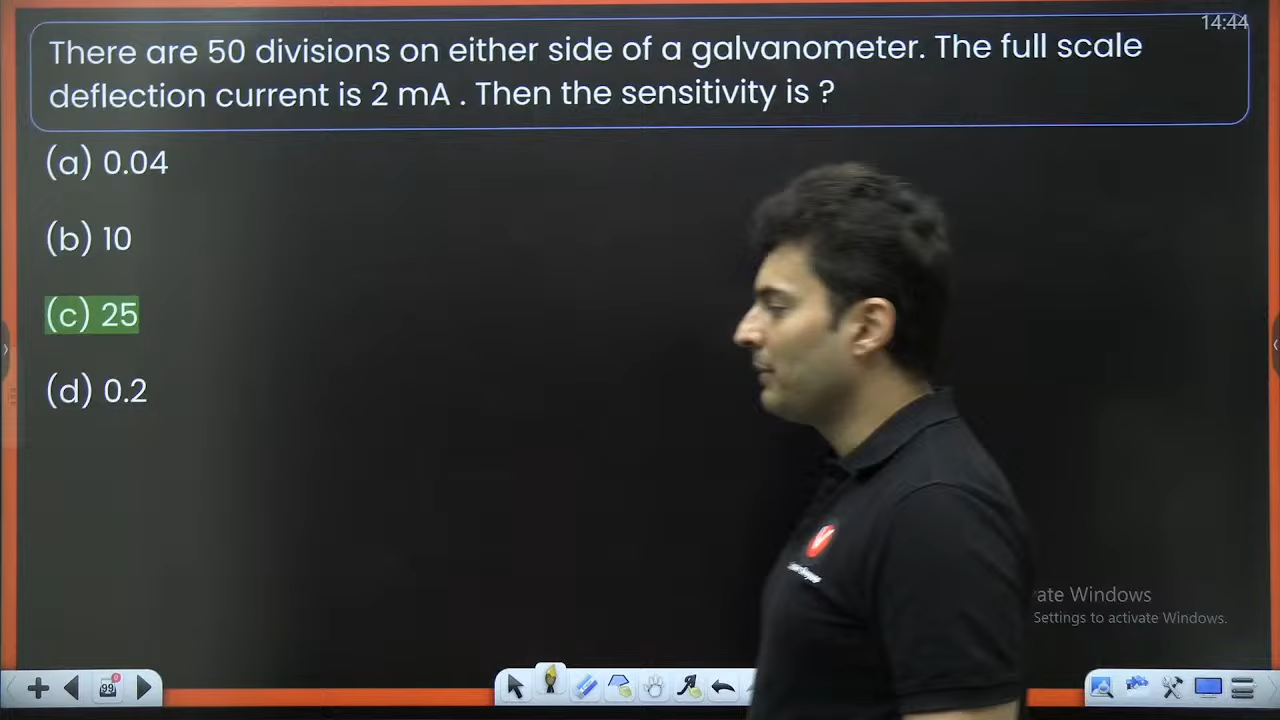 14:44
There are 50 divisions on either side of a galvanometer. The full scale
deflection current is 2 mA . Then the sensitivity is ?
(a) 0.04
(b) 10
(c) 25
(d) 0.2
ate Windows
Settings to activate Windows.
99